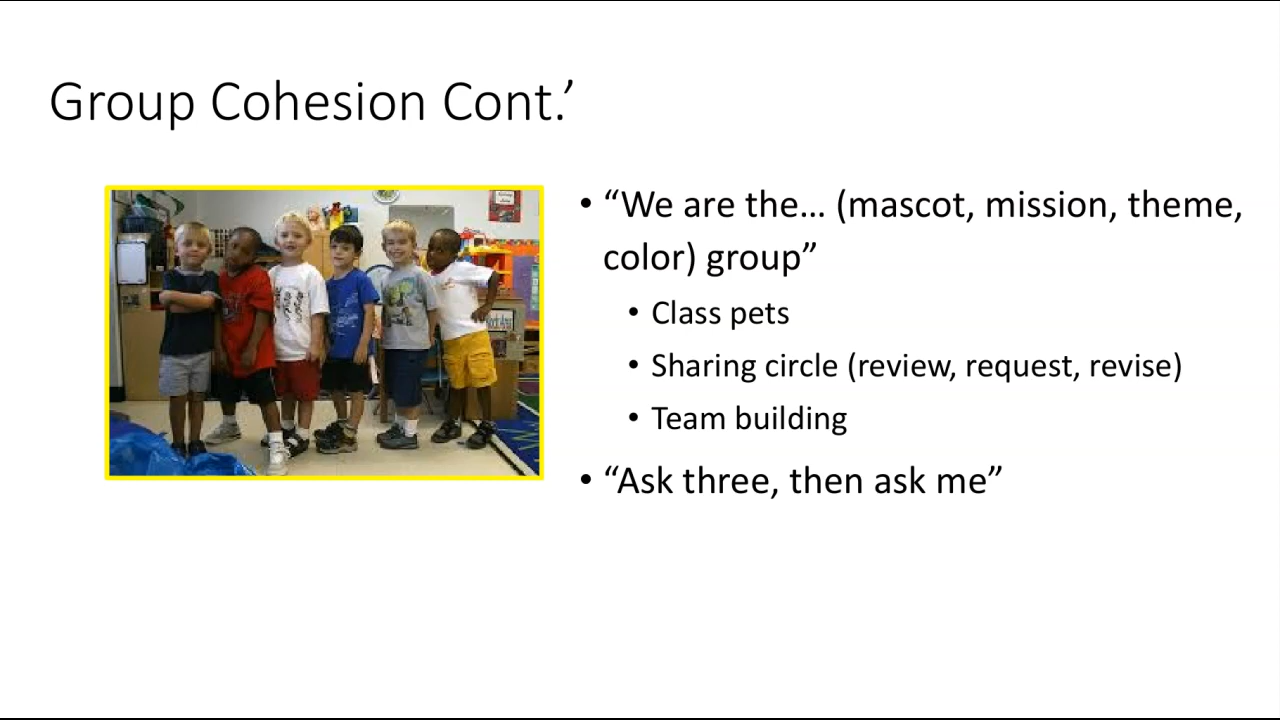 Group Cohesion Cont.’
• “We are the... (mascot, mission, theme,
color) group”
• Class pets
• Sharing circle (review, request, revise)
• Team building
• “Ask three, then ask me”